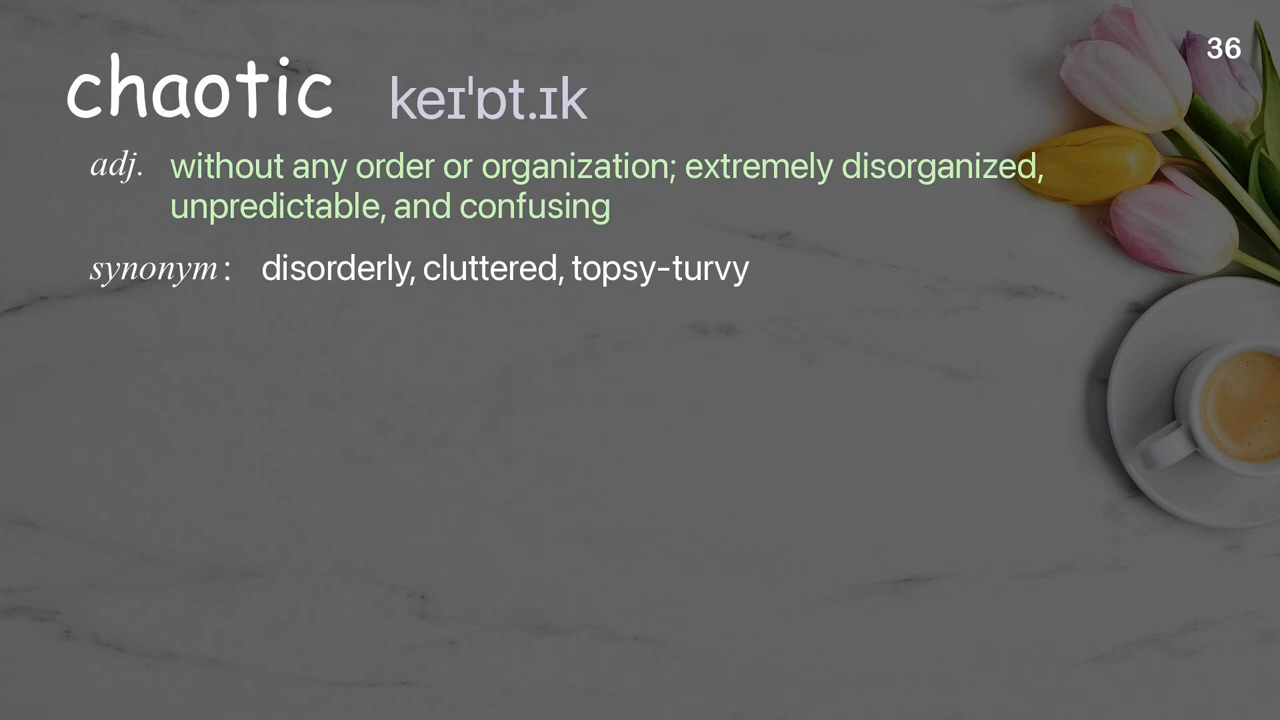 36
chaotic keɪˈɒt.ɪk
adj. without any order or organization; extremely disorganized,
unpredictable, and confusing
synonym: disorderly, cluttered, topsy-turvy